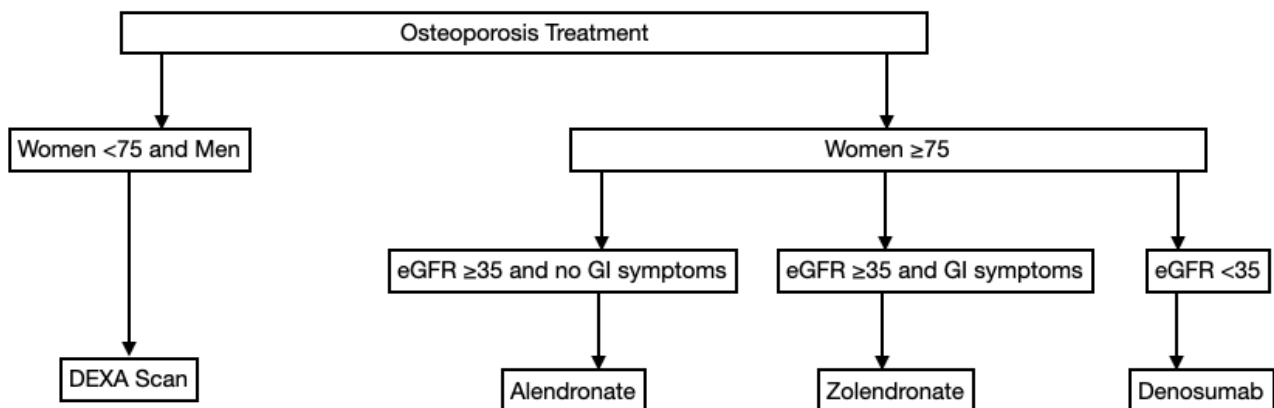 Osteoporosis Treatment
Women <75 and Men
Women ≥75
eGFR ≥35 and no GI symptoms
eGFR ≥35 and GI symptoms
eGFR <35
DEXA Scan
Alendronate
Zolendronate
Denosumab